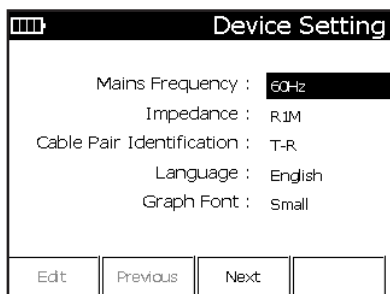 Device Setting
Mains Frequency : 60Hz
Impedance : R1M
Cable Pair Identification : T-R
Language : English
Graph Font : Small
Edit Previous Next